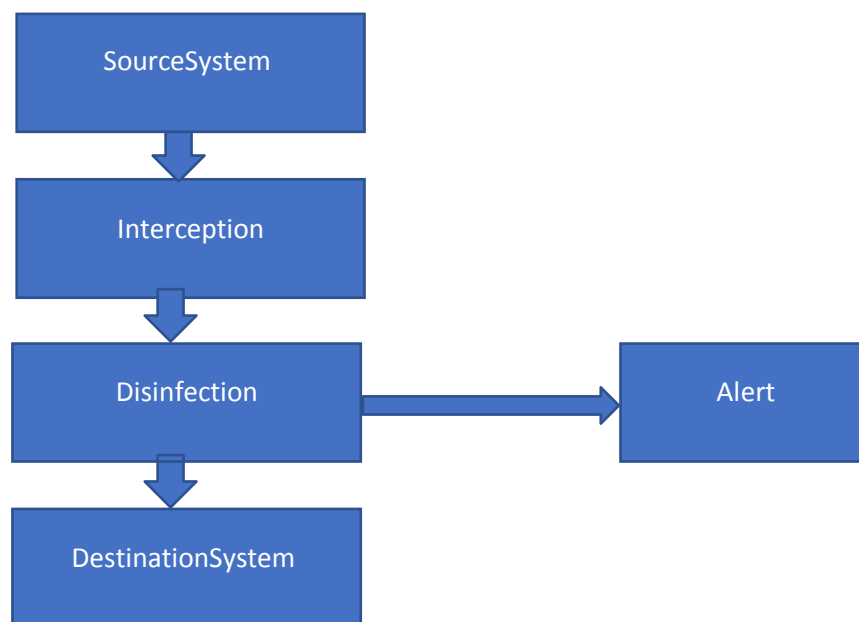 SourceSystem
Interception
Disinfection
Alert
DestinationSystem